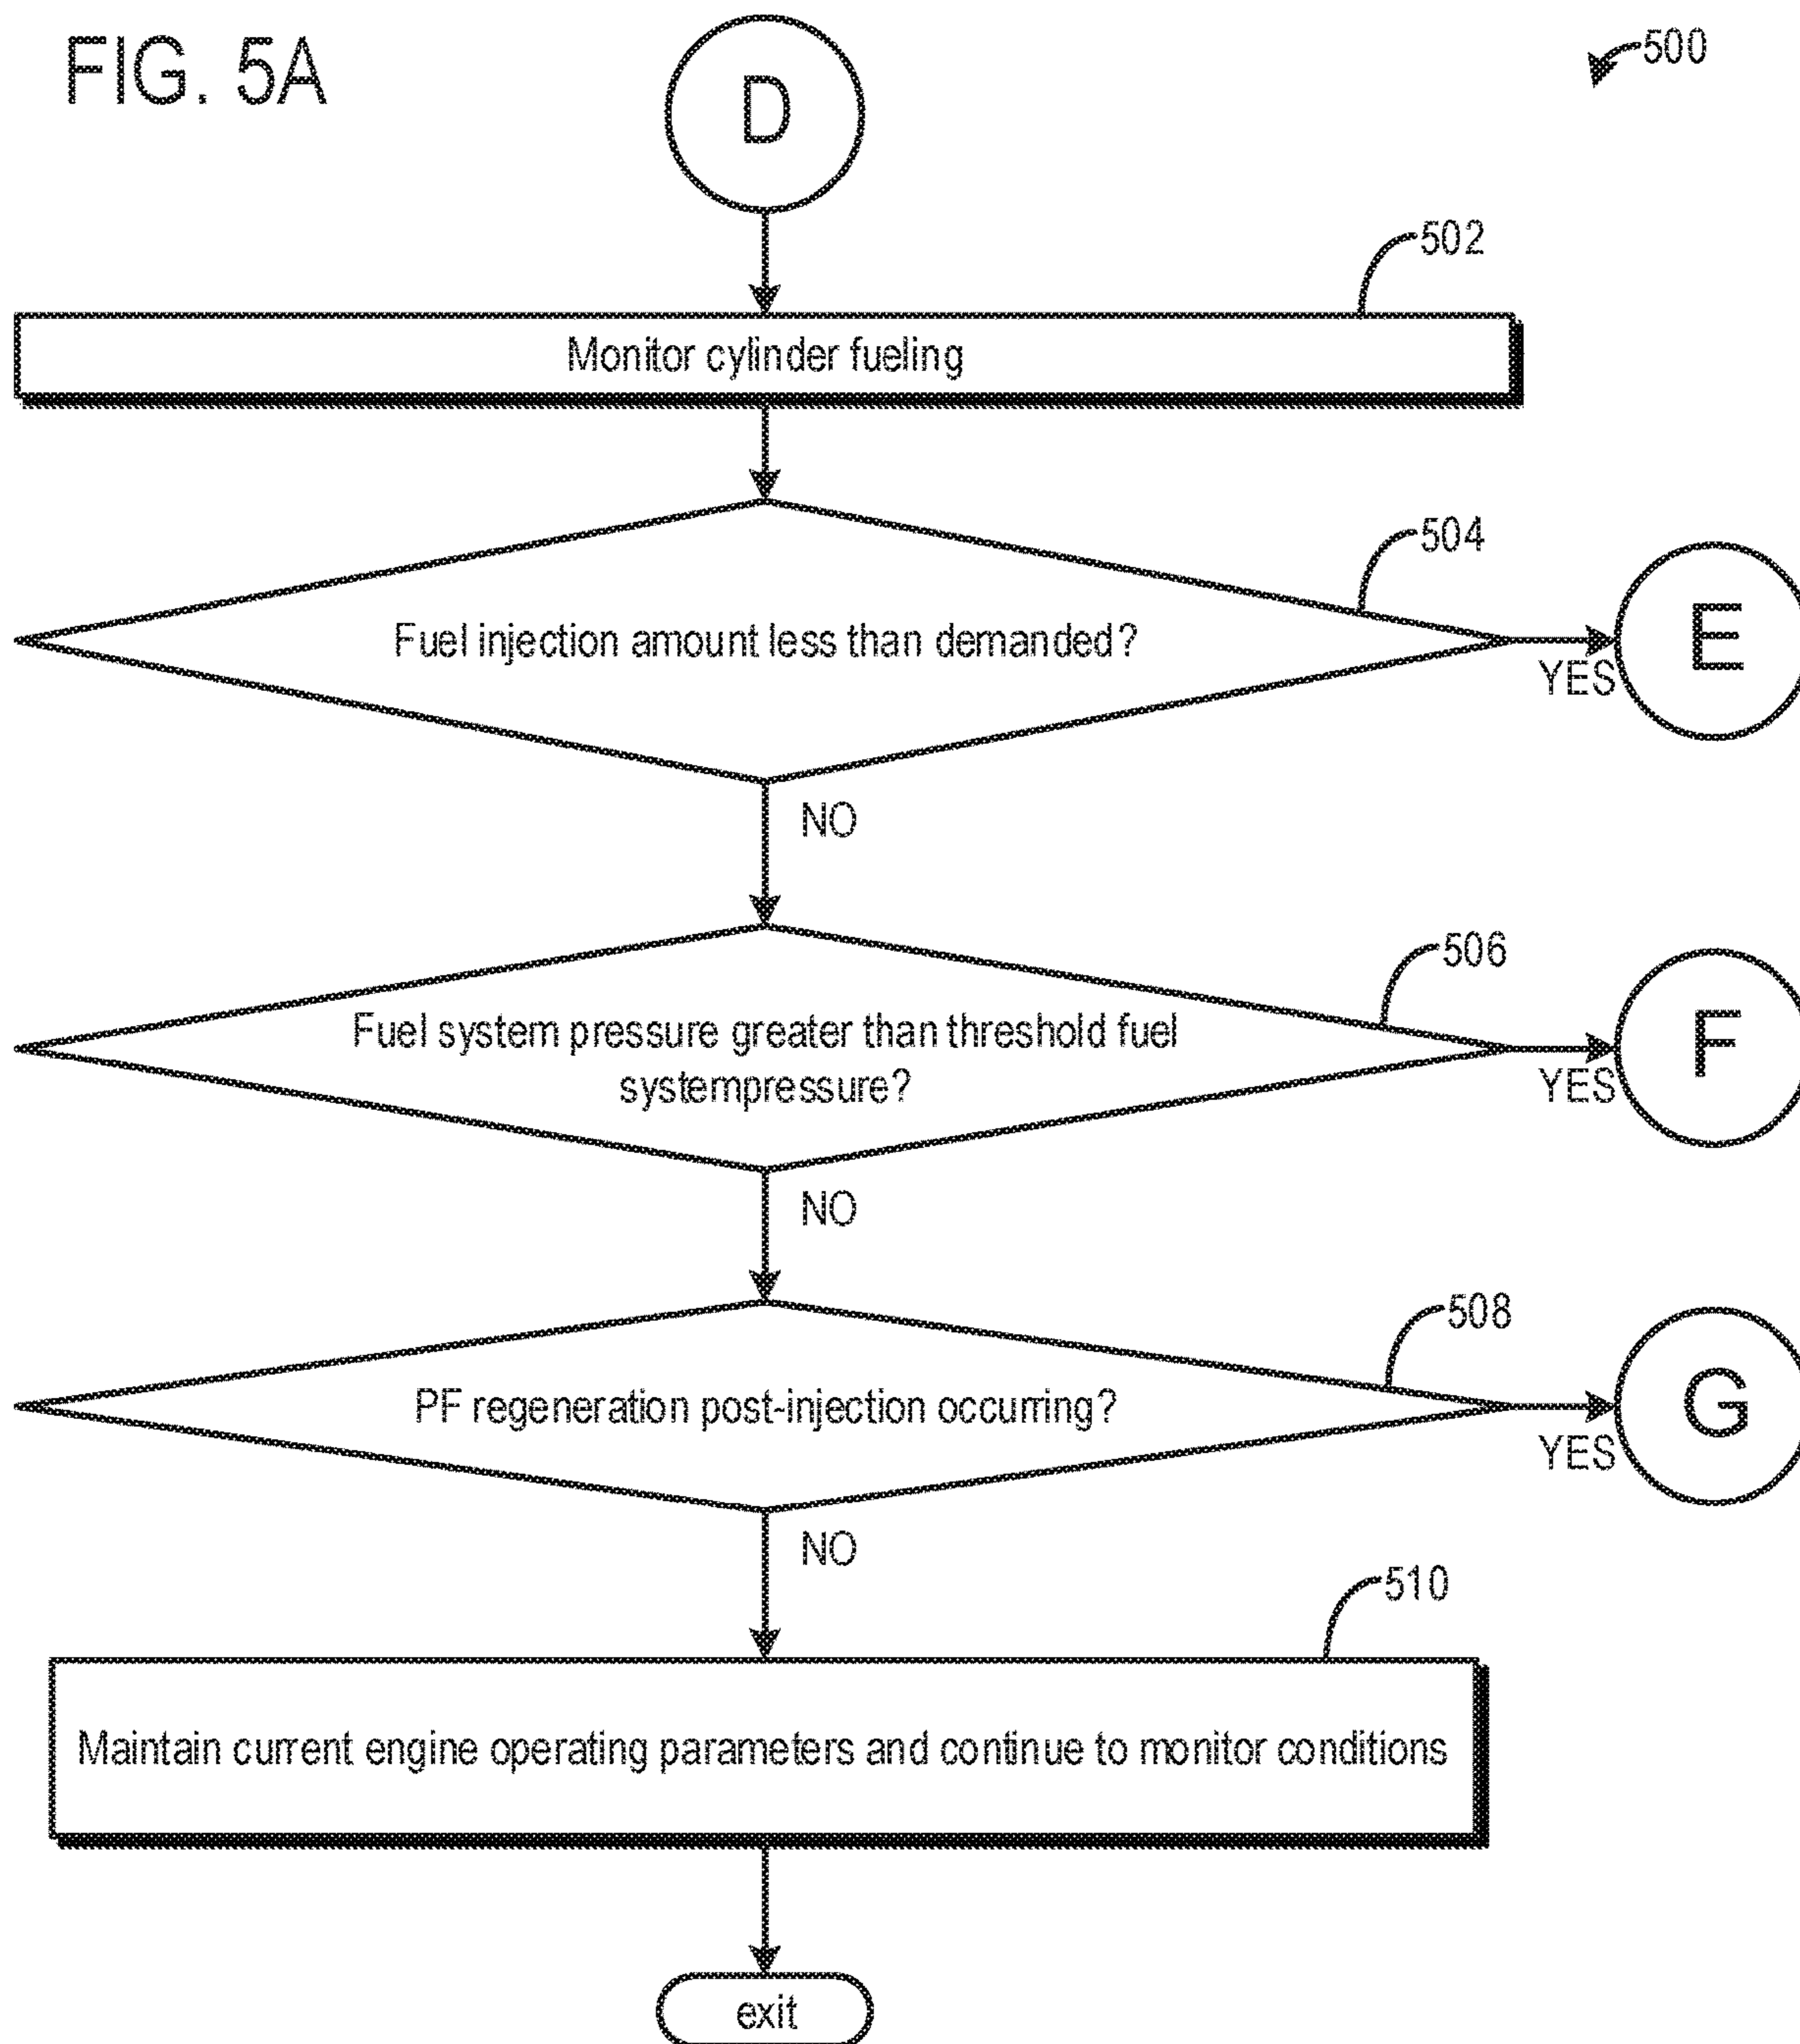 FIG. 5A
D
500
502
Monitor cylinder fueling
504
Fuel injection amount less than demanded?
E
YES
NO
506
Fuel system pressure greater than threshold fuel
systempressure?
F
YES
NO
508
PF regeneration post-injection occurring?
G
YES
NO
510
Maintain current engine operating parameters and continue to monitor conditions
exit